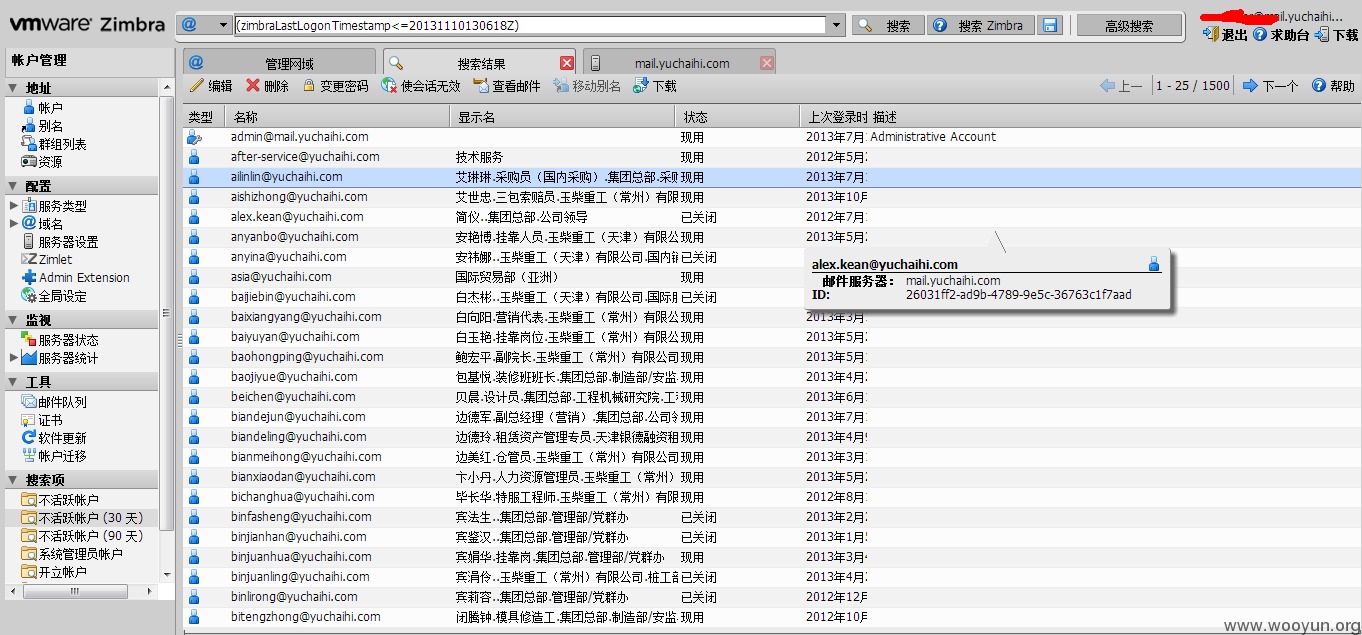 vmware Zimbra
(zimbraLastLogonTimestamp<=20131110130618Z)
搜索
搜索 Zimbra
高级搜索
@mail.yuchaihi...
退出 求助台 下载
帐户管理
地址
帐户
别名
群组列表
资源
配置
服务类型
域名
服务器设置
Zimlet
Admin Extension
全局设定
监视
服务器状态
服务器统计
工具
邮件队列
证书
软件更新
帐户迁移
搜索项
不活跃帐户
不活跃帐户 (30 天)
不活跃帐户 (90 天)
系统管理员帐户
开立帐户
管理网域
搜索结果
mail.yuchaihi.com
编辑 删除 变更密码 使会话无效 查看邮件 移动别名 下载
上一 1 - 25 / 1500 下一个 帮助
类型 名称 显示名 状态 上次登录时 描述
admin@mail.yuchaihi.com 现用 2013年7月 Administrative Account
after-service@yuchaihi.com 技术服务 现用 2012年5月
ailinlin@yuchaihi.com 艾琳琳.采购员（国内采购）.集团总部.采购 现用 2013年7月
aishizhong@yuchaihi.com 艾世忠.三包索赔员.玉柴重工（常州）有限 现用 2013年10月
alex.kean@yuchaihi.com 简仪..集团总部.公司领导 已关闭 2012年7月
anyanbo@yuchaihi.com 安艳博.挂靠人员.玉柴重工（天津）有限公 现用 2013年5月
anyina@yuchaihi.com 安祎娜..玉柴重工（天津）有限公司.国内 已关闭
asia@yuchaihi.com 国际贸易部（亚洲） 现用
baijiebin@yuchaihi.com 白杰彬..玉柴重工（天津）有限公司.国际 已关闭
baixiangyang@yuchaihi.com 白向阳.营销代表.玉柴重工（常州）有限公 现用 2013年3月
baiyuyan@yuchaihi.com 白玉艳.挂靠岗位.玉柴重工（常州）有限公 现用 2013年5月
baohongping@yuchaihi.com 鲍宏平.副院长.玉柴重工（常州）有限公司 现用 2013年5月
baojiyue@yuchaihi.com 包基悦.装修班班长.集团总部.制造部/安监 现用 2013年4月
beichen@yuchaihi.com 贝晨.设计员.集团总部.工程机械研究院.工 现用 2013年6月
biandejun@yuchaihi.com 边德军.副总经理（营销）.集团总部.公司 现用 2013年7月
biandeling@yuchaihi.com 边德玲.租赁资产管理专员.天津银德融资租 现用 2013年4月
bianmeihong@yuchaihi.com 边美红.仓管员.玉柴重工（常州）有限公司 现用 2013年3月
bianxiaodan@yuchaihi.com 卞小丹.人力资源管理员.玉柴重工（常州） 现用 2013年5月
bichanghua@yuchaihi.com 毕长华.特服工程师.玉柴重工（常州）有限 现用 2012年8月
binfasheng@yuchaihi.com 宾法生..集团总部.管理部/党群办 已关闭 2013年2月
binjianhan@yuchaihi.com 宾鉴汉..集团总部.管理部/党群办 已关闭 2013年1月
binjuanhua@yuchaihi.com 宾娟华.挂靠岗.集团总部.管理部/党群办 现用 2013年3月
binjuanling@yuchaihi.com 宾涓伶..玉柴重工（常州）有限公司.桩工 已关闭 2013年4月
binlirong@yuchaihi.com 宾莉容..集团总部.管理部/党群办 已关闭 2012年12月
bitengzhong@yuchaihi.com 闭腾钟.模具修造工.集团总部.制造部/安监 现用 2012年10月
alex.kean@yuchaihi.com
邮件服务器： mail.yuchaihi.com
ID: 26031ff2-ad9b-4789-9e5c-36763c1f7aad
www.wooyun.org